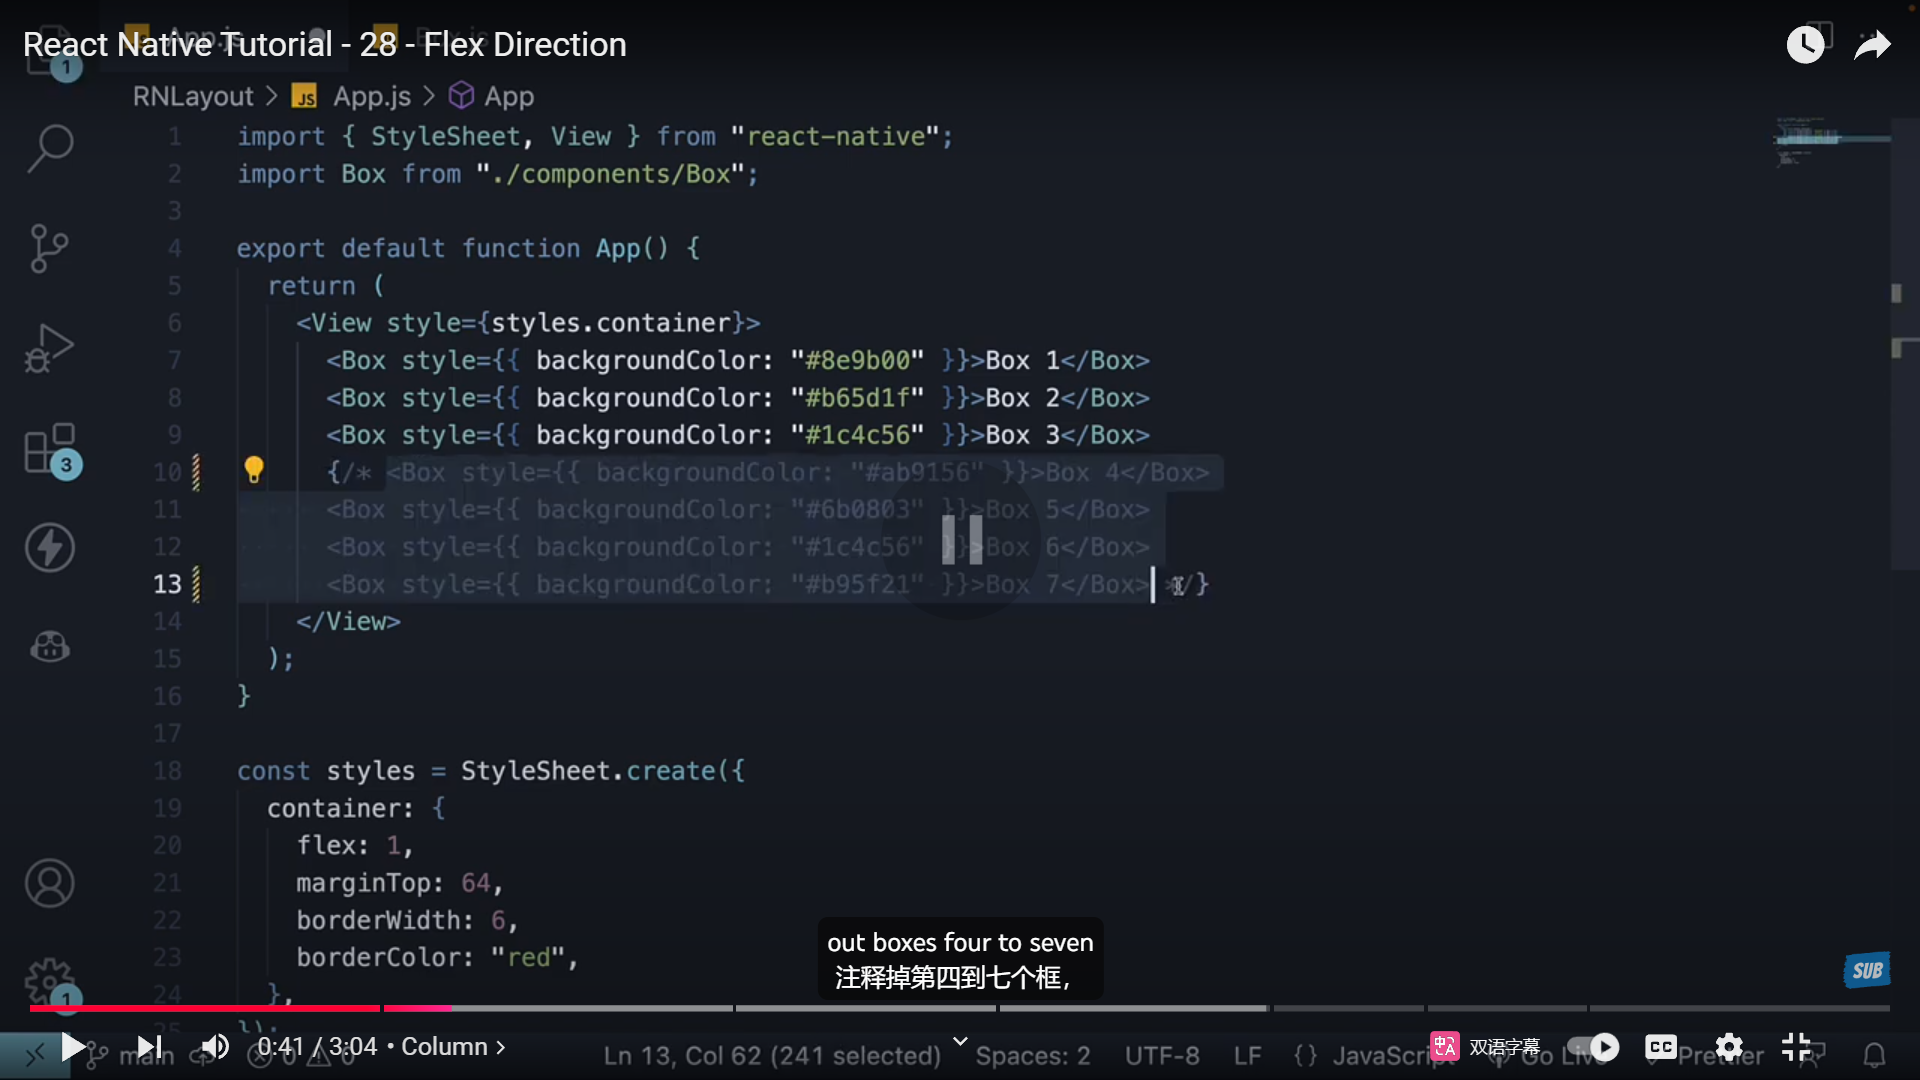 React Native Tutorial - 28 - Flex Direction
RNLayout > JS App.js > App
1 import { StyleSheet, View } from "react-native";
2 import Box from "./components/Box";
3
4 export default function App() {
5 return (
6 <View style={styles.container}>
7 <Box style={{ backgroundColor: "#8e9b00" }}>Box 1</Box>
8 <Box style={{ backgroundColor: "#b65d1f" }}>Box 2</Box>
9 <Box style={{ backgroundColor: "#1c4c56" }}>Box 3</Box>
10 {/* <Box style={{ backgroundColor: "#ab9156" }}>Box 4</Box>
11 <Box style={{ backgroundColor: "#6b0803" }}>Box 5</Box>
12 <Box style={{ backgroundColor: "#1c4c56" }}>Box 6</Box>
13 <Box style={{ backgroundColor: "#b95f21" }}>Box 7</Box> */}
14 </View>
15 );
16 }
17
18 const styles = StyleSheet.create({
19 container: {
20 flex: 1,
21 marginTop: 64,
22 borderWidth: 6,
23 borderColor: "red",
24 },
25 });
1
3
1
out boxes four to seven
注释掉第四到七个框，
SUB
0:41 / 3:04 • Column >
双语字幕
CC
main 0 0 Ln 13, Col 62 (241 selected) Spaces: 2 UTF-8 LF {} JavaScript Go Live Prettier